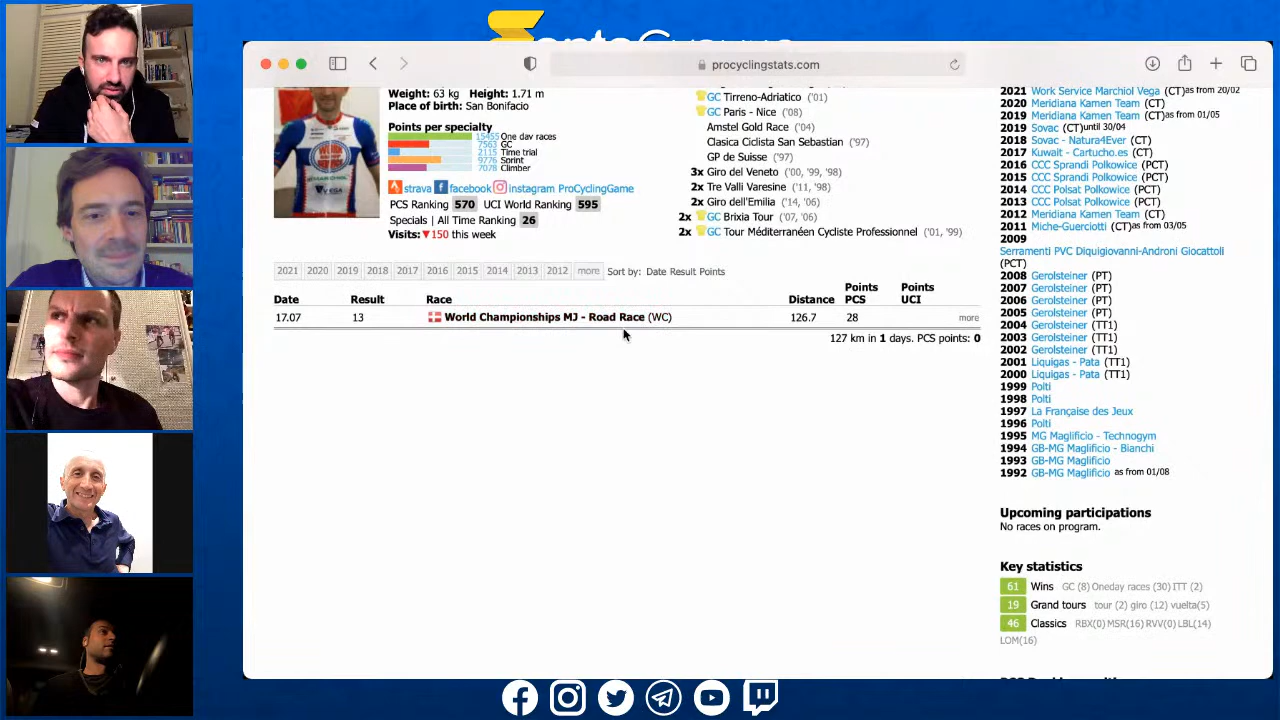 procyclingstats.com
Weight: 63 kg Height: 1.71 m
Place of birth: San Bonifacio
Points per specialty
15455 One day races
7563 GC
2115 Time trial
9776 Sprint
7078 Climber
strava facebook instagram ProCyclingGame
PCS Ranking 570 UCI World Ranking 595
Specials | All Time Ranking 26
Visits: ▼150 this week
GC Tirreno-Adriatico ('01)
GC Paris - Nice ('08)
Amstel Gold Race ('04)
Clasica Ciclista San Sebastian ('97)
GP de Suisse ('97)
3x Giro del Veneto ('00, '99, '98)
2x Tre Valli Varesine ('11, '98)
2x Giro dell'Emilia ('14, '06)
2x GC Brixia Tour ('07, '06)
2x GC Tour Méditerranéen Cycliste Professionnel ('01, '99)
2021 2020 2019 2018 2017 2016 2015 2014 2013 2012 more Sort by: Date Result Points
Date Result Race Distance Points PCS Points UCI
17.07 13 World Championships MJ - Road Race (WC) 126.7 28 more
127 km in 1 days. PCS points: 0
2021 Work Service Marchiol Vega (CT)as from 20/02
2020 Meridiana Kamen Team (CT)
2019 Meridiana Kamen Team (CT)as from 01/05
2019 Sovac (CT)until 30/04
2018 Sovac - Natura4Ever (CT)
2017 Kuwait - Cartucho.es (CT)
2016 CCC Sprandi Polkowice (PCT)
2015 CCC Sprandi Polkowice (PCT)
2014 CCC Polsat Polkowice (PCT)
2013 CCC Polsat Polkowice (PCT)
2012 Meridiana Kamen Team (CT)
2011 Miche-Guerciotti (CT)as from 03/05
2009
Serramenti PVC Diquigiovanni-Androni Giocattoli
(PCT)
2008 Gerolsteiner (PT)
2007 Gerolsteiner (PT)
2006 Gerolsteiner (PT)
2005 Gerolsteiner (PT)
2004 Gerolsteiner (TT1)
2003 Gerolsteiner (TT1)
2002 Gerolsteiner (TT1)
2001 Liquigas - Pata (TT1)
2000 Liquigas - Pata (TT1)
1999 Polti
1998 Polti
1997 La Française des Jeux
1996 Polti
1995 MG Maglificio - Technogym
1994 GB-MG Maglificio - Bianchi
1993 GB-MG Maglificio
1992 GB-MG Maglificio as from 01/08
Upcoming participations
No races on program.
Key statistics
61 Wins GC (8) Oneday races (30) ITT (2)
19 Grand tours tour (2) giro (12) vuelta(5)
46 Classics RBX(0) MSR(16) RVV(0) LBL(14)
LOM(16)